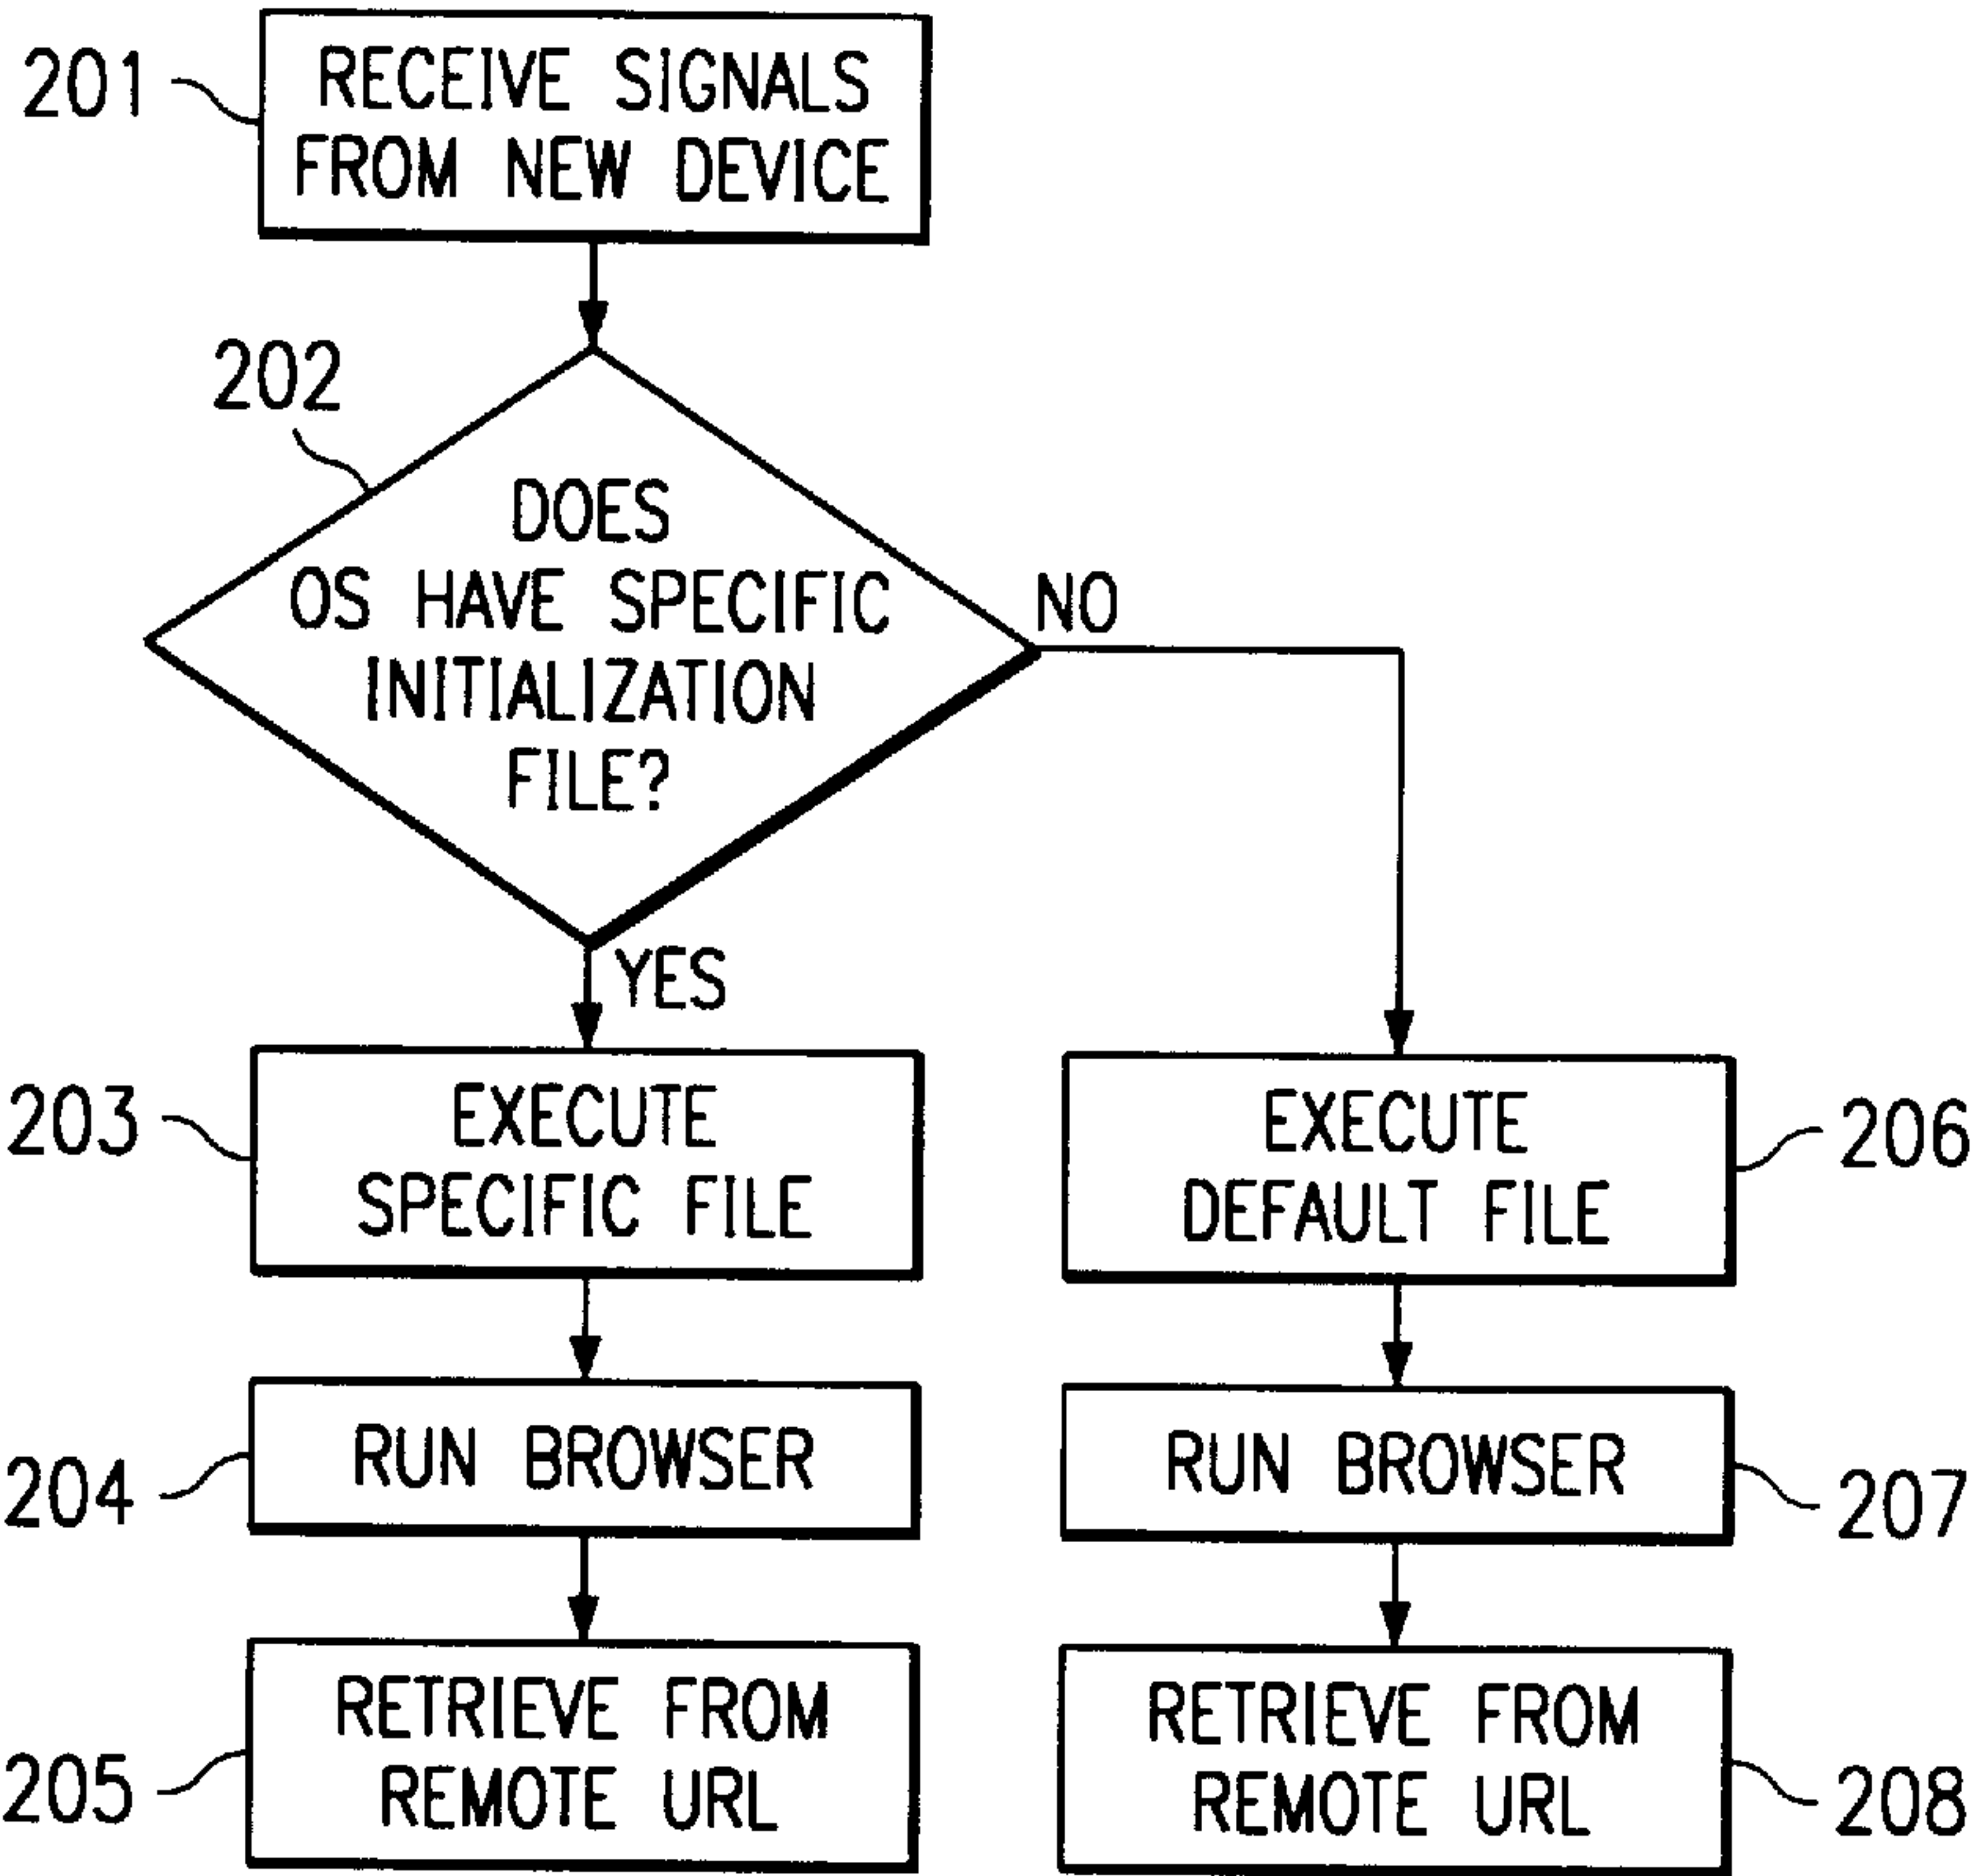 201
RECEIVE SIGNALS
FROM NEW DEVICE
202
DOES
OS HAVE SPECIFIC
INITIALIZATION
FILE?
NO
YES
203
EXECUTE
SPECIFIC FILE
EXECUTE
DEFAULT FILE
206
204
RUN BROWSER
RUN BROWSER
207
205
RETRIEVE FROM
REMOTE URL
RETRIEVE FROM
REMOTE URL
208